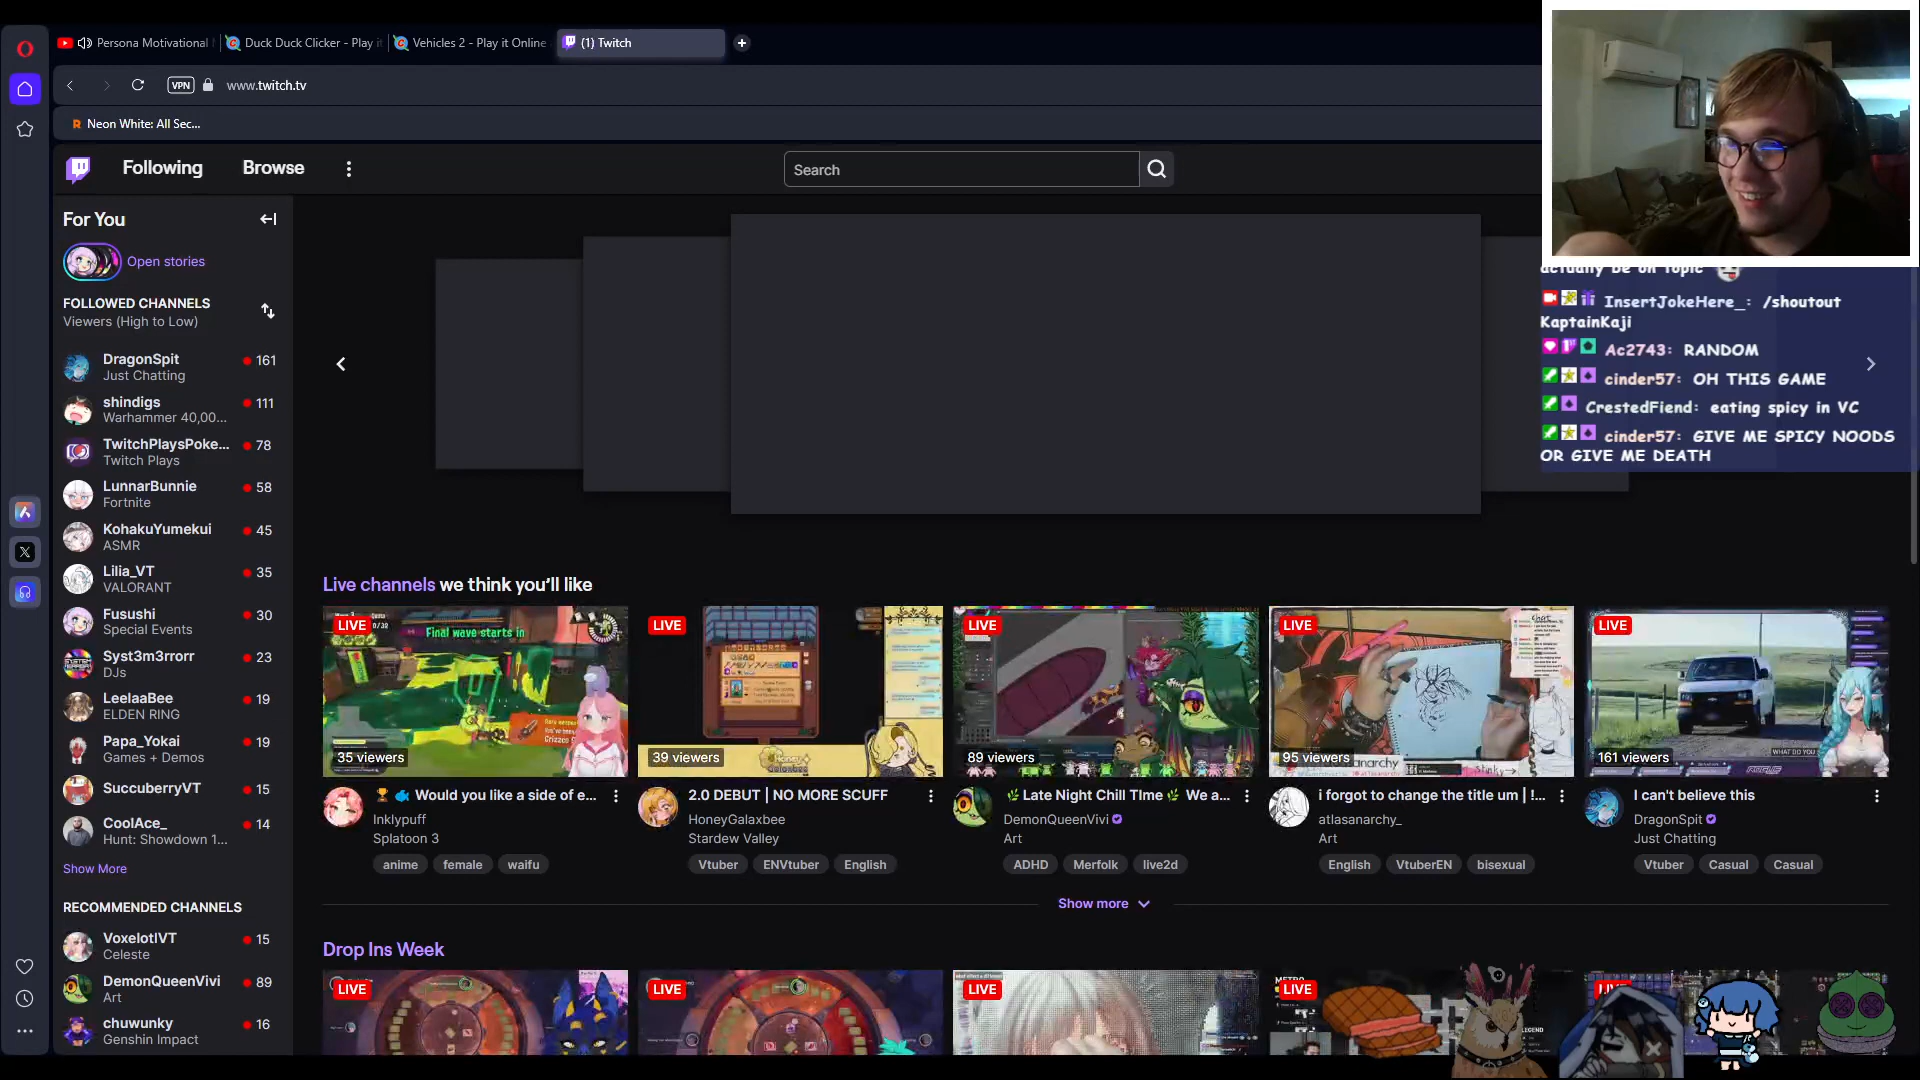 Persona Motivational
Duck Duck Clicker - Play i
Vehicles 2 - Play it Online
(1) Twitch
VPN
www.twitch.tv
Neon White: All Sec...
Following
Browse
Search
For You
Open stories
FOLLOWED CHANNELS
Viewers (High to Low)
DragonSpit
161
Just Chatting
shindigs
111
Warhammer 40,00...
TwitchPlaysPoke...
78
Twitch Plays
LunnarBunnie
58
Fortnite
KohakuYumekui
45
ASMR
Lilia_VT
35
VALORANT
Fusushi
30
Special Events
Syst3m3rrorr
23
DJs
LeelaaBee
19
ELDEN RING
Papa_Yokai
19
Games + Demos
SuccuberryVT
15
CoolAce_
14
Hunt: Showdown 1...
Show More
RECOMMENDED CHANNELS
VoxelotlVT
15
Celeste
DemonQueenVivi
89
Art
chuwunky
16
Genshin Impact
actually be on topic
InsertJokeHere_: /shoutout
KaptainKaji
Ac2743: RANDOM
cinder57: OH THIS GAME
CrestedFiend: eating spicy in VC
cinder57: GIVE ME SPICY NOODS
OR GIVE ME DEATH
Live channels we think you'll like
LIVE
Final wave starts in
35 viewers
Would you like a side of e...
Inklypuff
Splatoon 3
anime
female
waifu
LIVE
39 viewers
2.0 DEBUT | NO MORE SCUFF
HoneyGalaxbee
Stardew Valley
Vtuber
ENVtuber
English
LIVE
89 viewers
Late Night Chill TIme We a...
DemonQueenVivi
Art
ADHD
Merfolk
live2d
LIVE
95 viewers
i forgot to change the title um | !...
atlasanarchy_
Art
English
VtuberEN
bisexual
LIVE
WHAT DO YOU
161 viewers
I can't believe this
DragonSpit
Just Chatting
Vtuber
Casual
Casual
Show more
Drop Ins Week
LIVE
LIVE
LIVE
LIVE